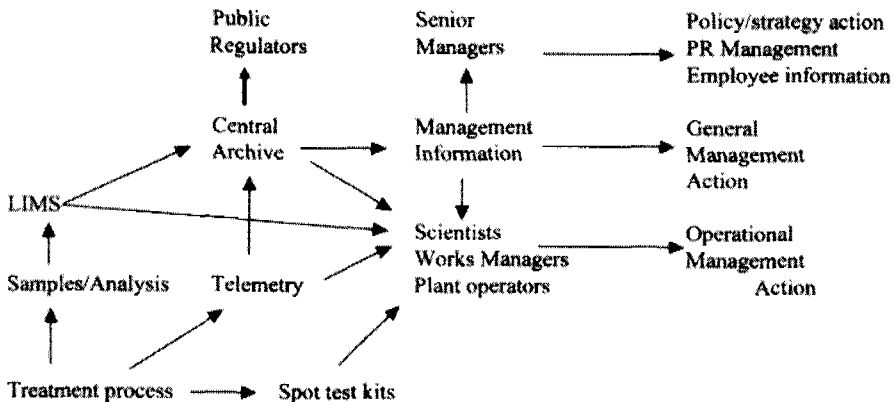 Public
Regulators
Senior
Managers
Policy/strategy action
PR Management
Employee information
Central
Archive
Management
Information
General
Management
Action
LIMS
Scientists
Works Managers
Plant operators
Operational
Management
Action
Samples/Analysis
Telemetry
Treatment process
Spot test kits